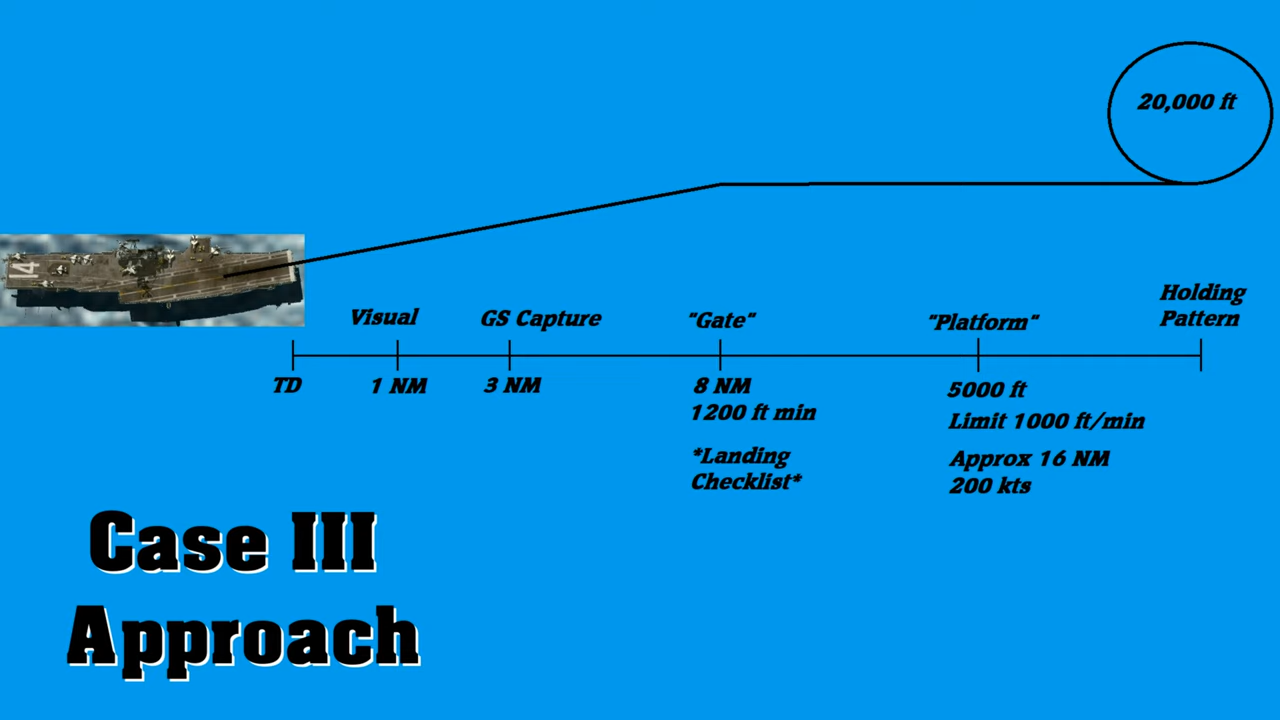 20,000 ft
14
Holding
Pattern
Visual
GS Capture
"Gate"
"Platform"
TD
1 NM
3 NM
8 NM
1200 ft min
*Landing
Checklist*
5000 ft
Limit 1000 ft/min
Approx 16 NM
200 kts
Case III
Approach